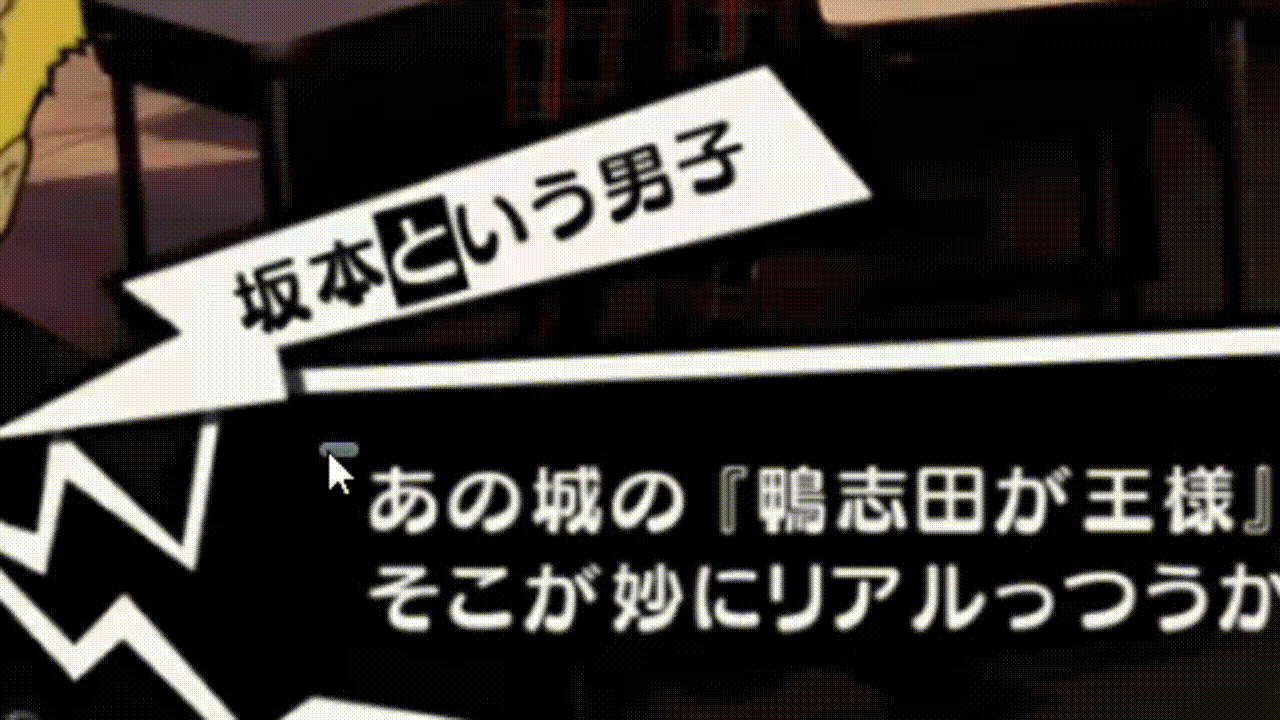 坂本という男子
あの城の『鴨志田が王様』
そこが妙にリアルっつうか